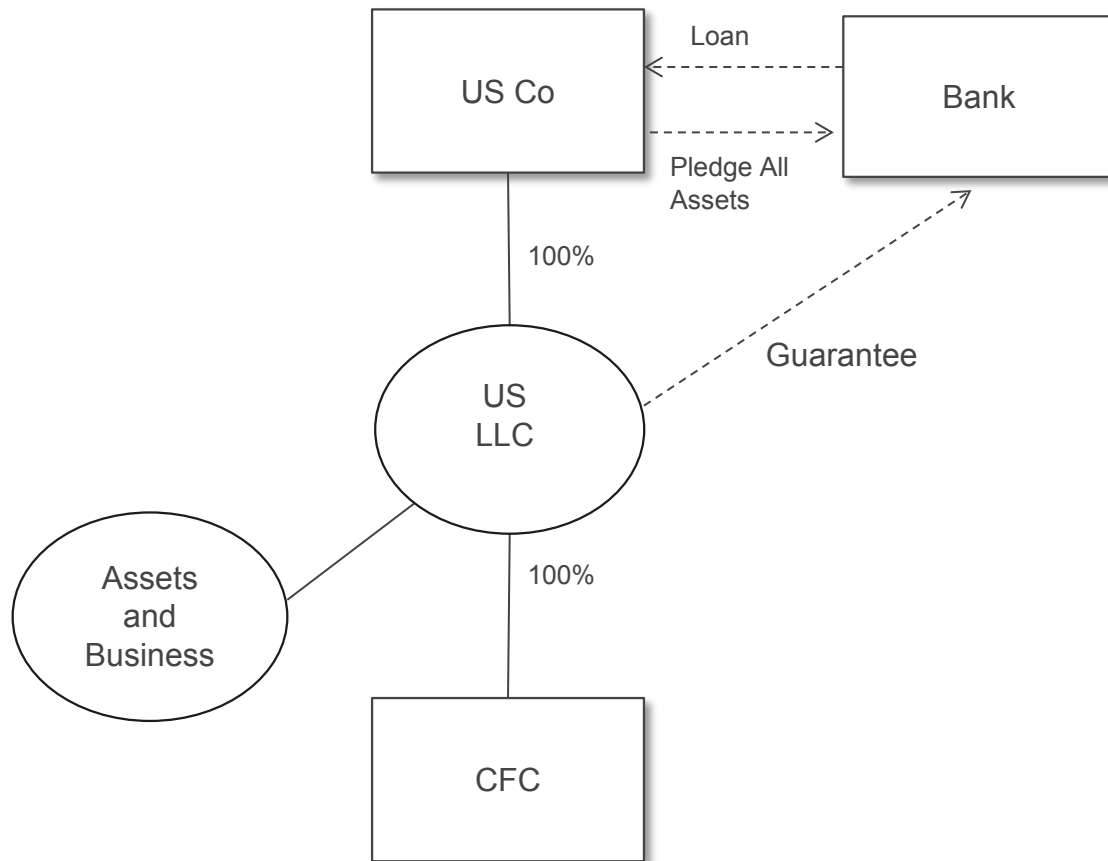 Loan
US Co
Bank
Pledge All
Assets
100%
Guarantee
US
LLC
100%
Assets
and
Business
CFC